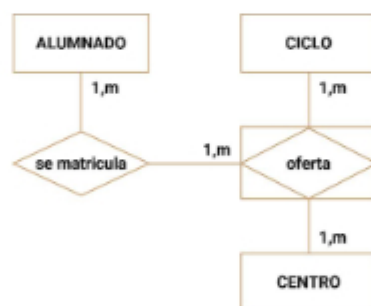 ALUMNADO
CICLO
1,m
1,m
se matricula
1,m
oferta
1,m
CENTRO